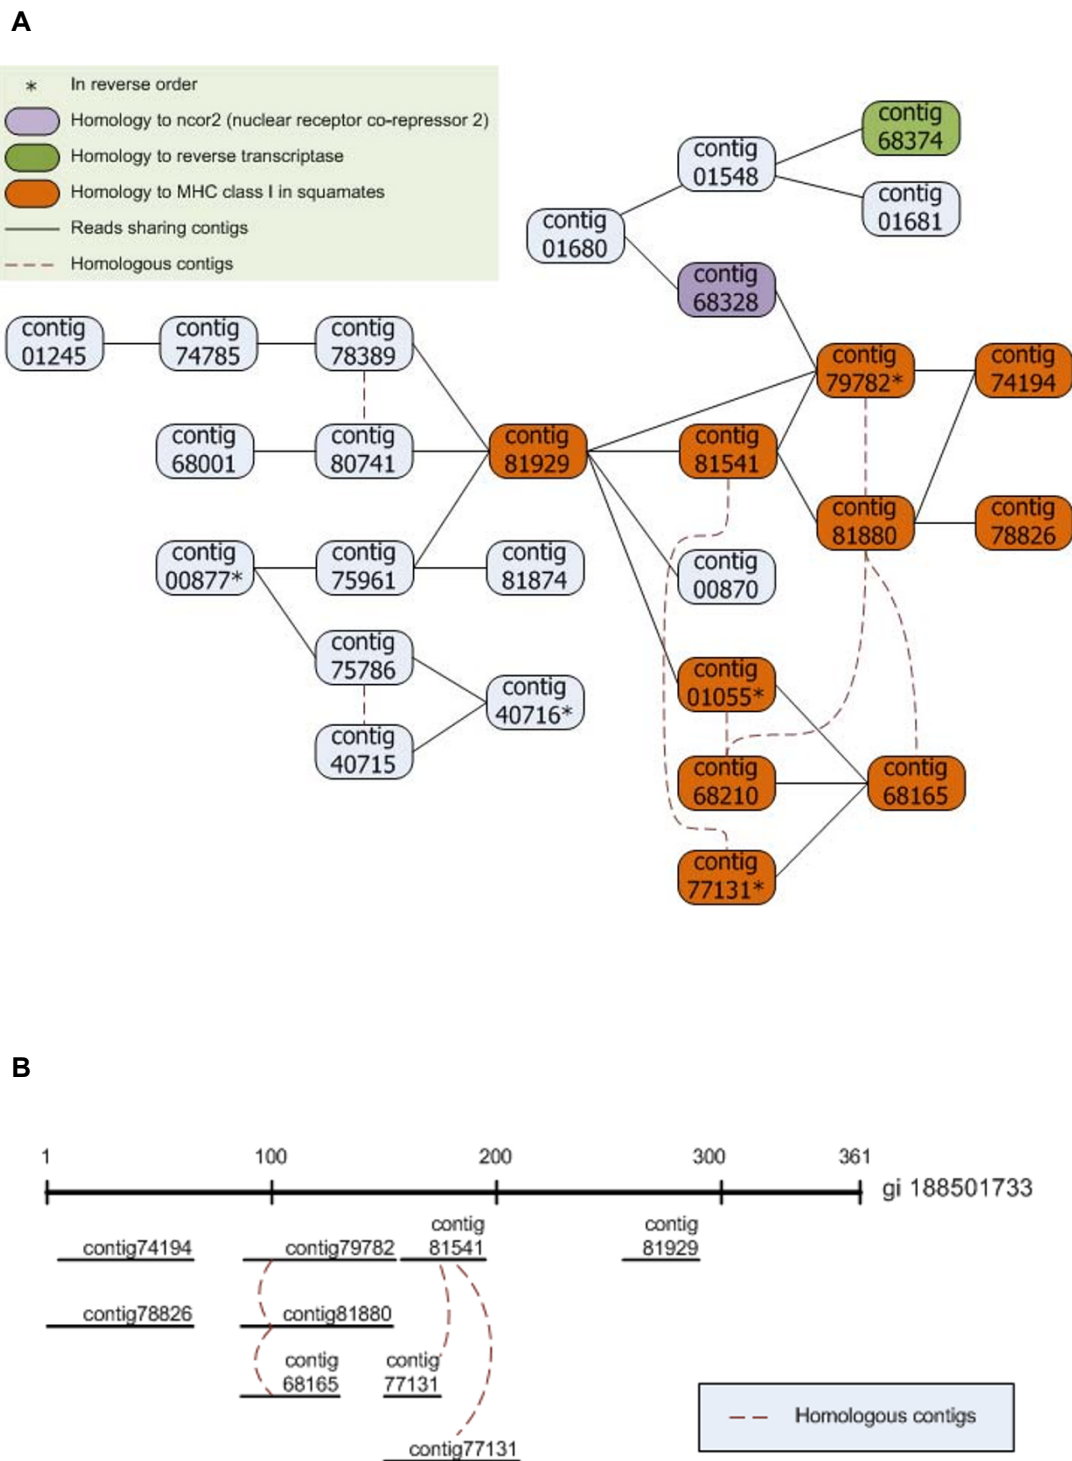 A
* In reverse order
Homology to ncor2 (nuclear receptor co-repressor 2)
Homology to reverse transcriptase
Homology to MHC class I in squamates
Reads sharing contigs
Homologous contigs
contig
68374
contig
01548
contig
01681
contig
01680
contig
68328
contig
01245
contig
74785
contig
78389
contig
79782*
contig
74194
contig
68001
contig
80741
contig
81929
contig
81541
contig
81880
contig
78826
contig
00877*
contig
75961
contig
81874
contig
00870
contig
75786
contig
40716*
contig
40715
contig
01055*
contig
68210
contig
68165
contig
77131*
B
1 100 200 300 361
gi 188501733
contig74194
contig79782
contig
81541
contig
81929
contig78826
contig81880
contig
68165
contig
77131
contig77131
Homologous contigs